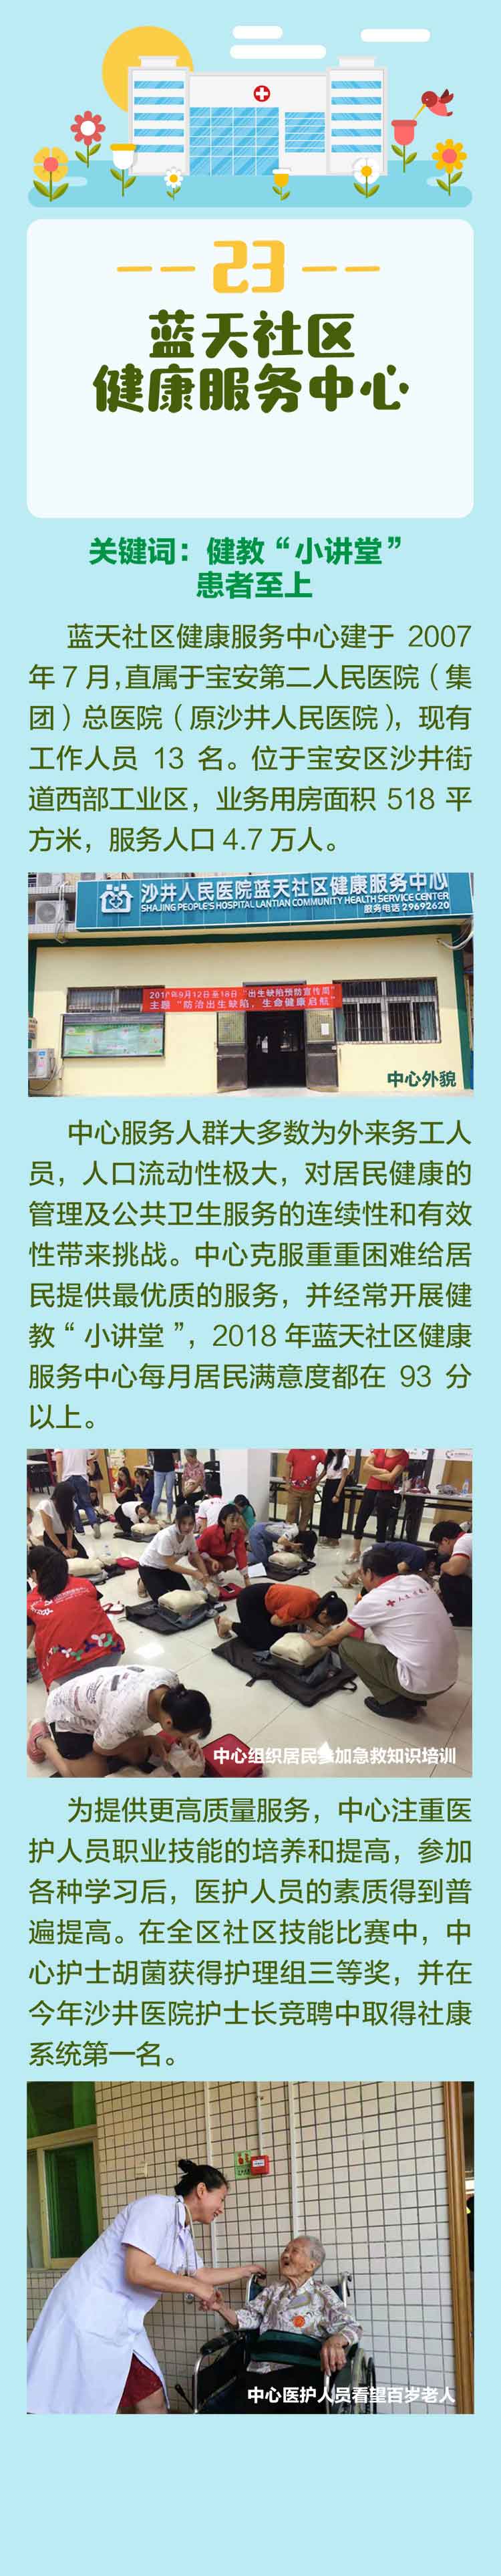 23
蓝天社区
健康服务中心
关键词：健教“小讲堂”
患者至上
蓝天社区健康服务中心建于 2007
年 7 月，直属于宝安第二人民医院（集
团）总医院（原沙井人民医院），现有
工作人员 13 名。位于宝安区沙井街
道西部工业区，业务用房面积 518 平
方米，服务人口 4.7 万人。
沙井人民医院蓝天社区健康服务中心
SHAJING PEOPLE'S HOSPITAL LANTIAN COMMUNITY HEALTH SERVICE CENTER
服务电话 29692620
年9月12日至18日“出生缺陷预防宣传周”
主题“防治出生缺陷，生命健康启航”
中心外貌
中心服务人群大多数为外来务工人
员，人口流动性极大，对居民健康的
管理及公共卫生服务的连续性和有效
性带来挑战。中心克服重重困难给居
民提供最优质的服务，并经常开展健
教“小讲堂”，2018 年蓝天社区健康
服务中心每月居民满意度都在 93 分
以上。
中心组织居民参加急救知识培训
为提供更高质量服务，中心注重医
护人员职业技能的培养和提高，参加
各种学习后，医护人员的素质得到普
遍提高。在全区社区技能比赛中，中
心护士胡菌获得护理组三等奖，并在
今年沙井医院护士长竞聘中取得社康
系统第一名。
中心医护人员看望百岁老人